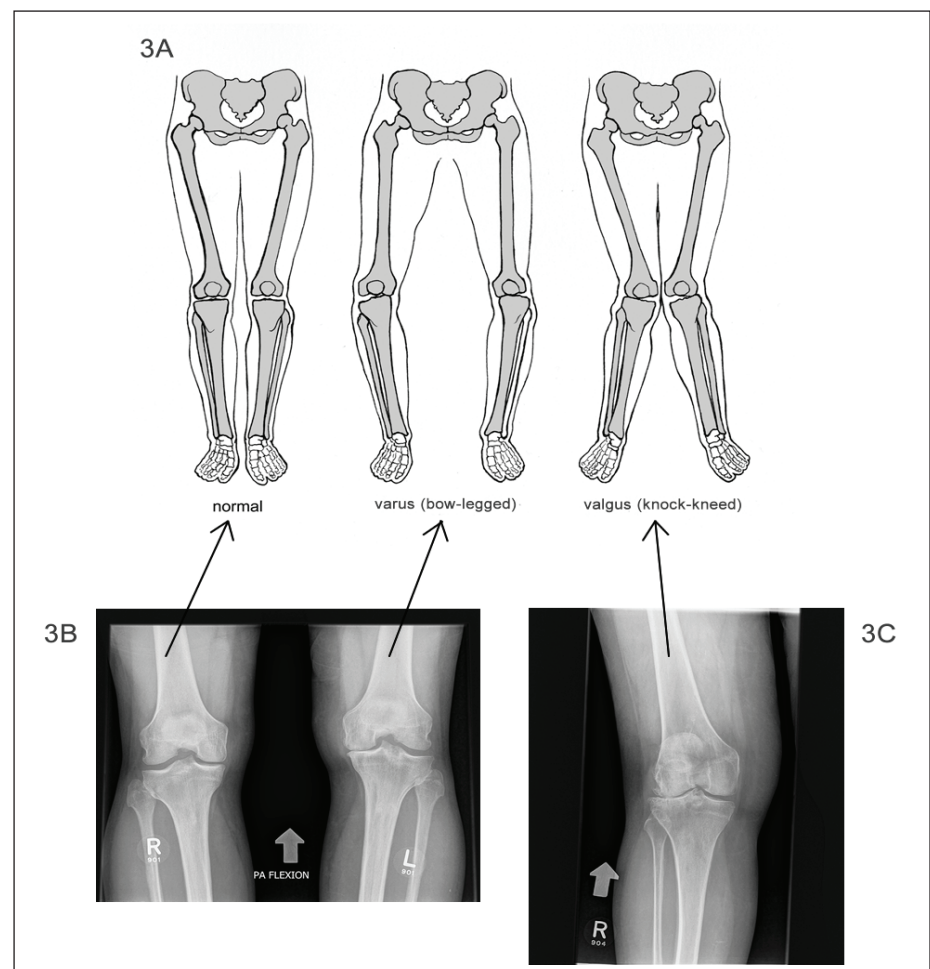 3A
normal
varus (bow-legged)
valgus (knock-kneed)
3B
3C
R
901
PA FLEXION
L
901
R
904